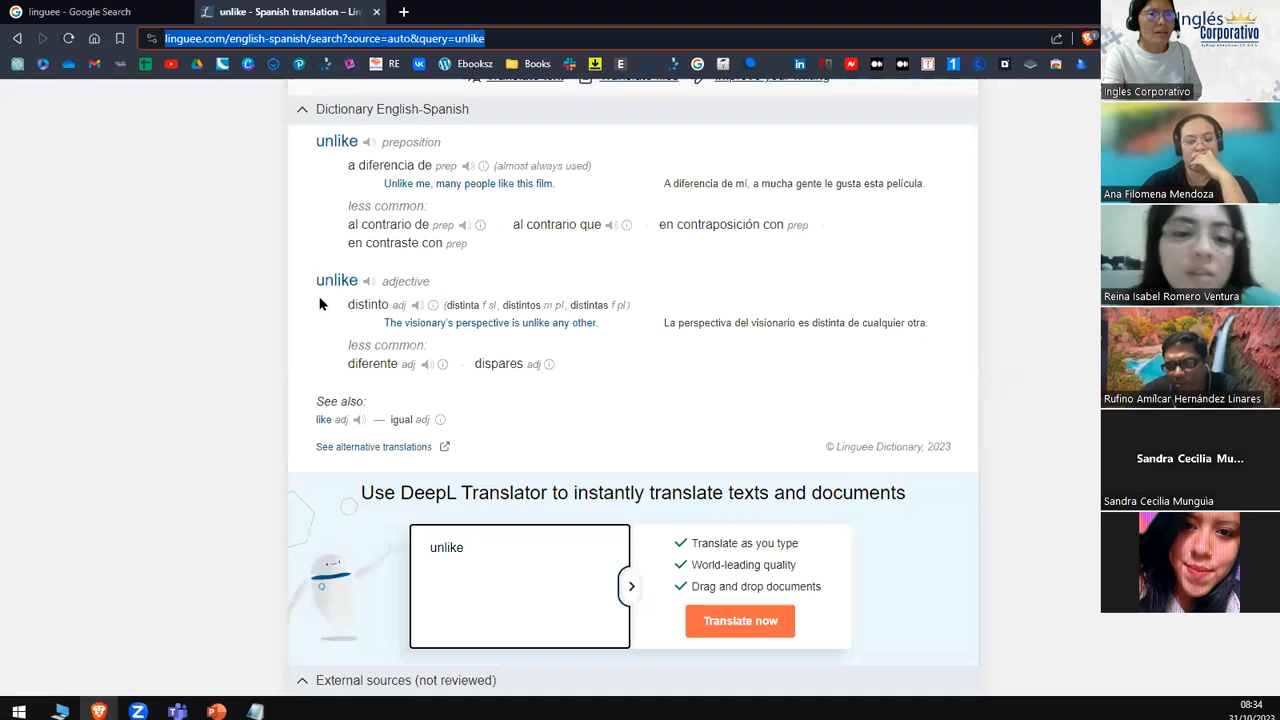 linguee - Google Search
unlike - Spanish translation – L
linguee.com/english-spanish/search?source=auto&query=unlike
RE
Ebooksz
Books
Dictionary English-Spanish
unlike preposition
a diferencia de prep (almost always used)
Unlike me, many people like this film. A diferencia de mí, a mucha gente le gusta esta película.
less common:
al contrario de prep · al contrario que · en contraposición con prep ·
en contraste con prep
unlike adjective
distinto adj (distinta f sl, distintos m pl, distintas f pl)
The visionary's perspective is unlike any other. La perspectiva del visionario es distinta de cualquier otra.
less common:
diferente adj · dispares adj
See also:
like adj — igual adj
See alternative translations © Linguee Dictionary, 2023
Use DeepL Translator to instantly translate texts and documents
unlike
Translate as you type
World-leading quality
Drag and drop documents
Translate now
External sources (not reviewed)
08:34
31/10/2023
Inglés
Corporativo
Ingles Corporativo
Ana Filomena Mendoza
Reina Isabel Romero Ventura
Rufino Amílcar Hernández Linares
Sandra Cecilia Mu...
Sandra Cecilia Munguìa